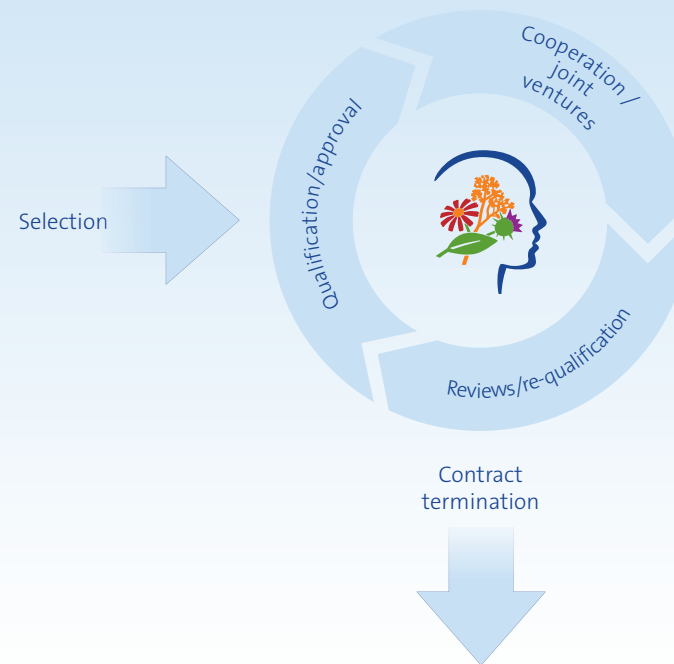 Cooperation /
joint
ventures
Qualification/approval
Selection
Reviews/re-qualification
Contract
termination